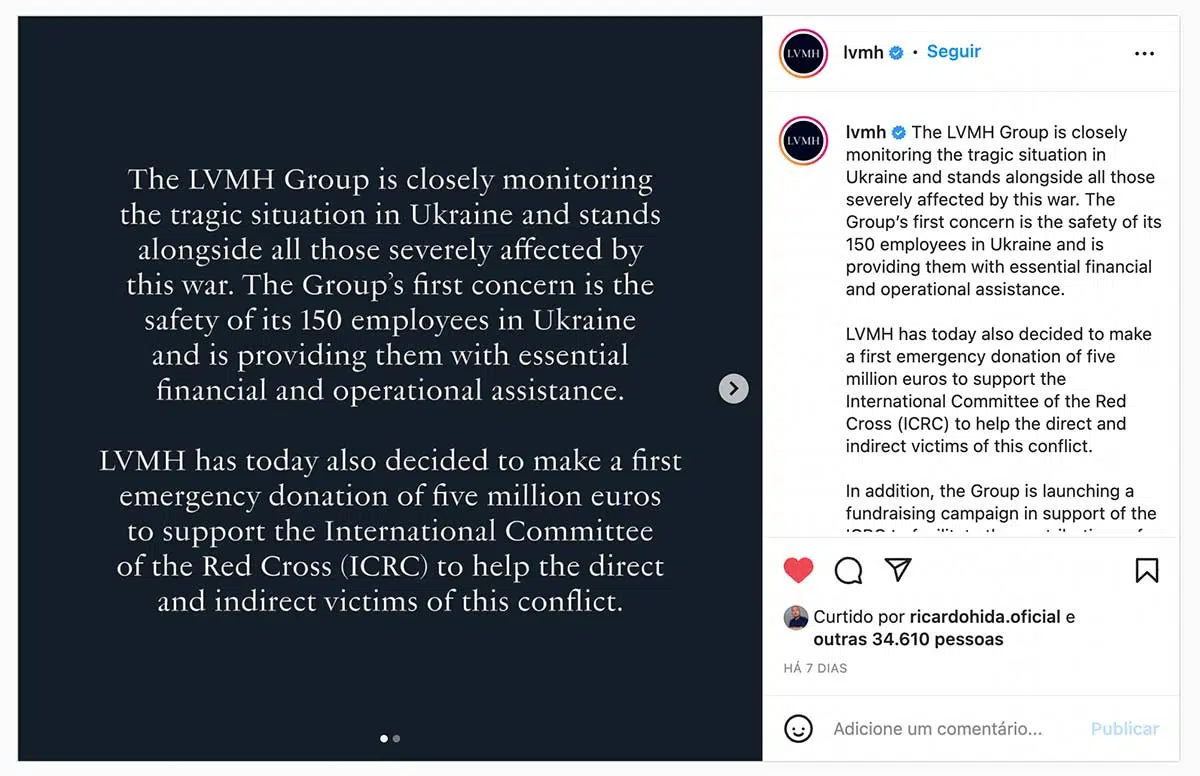 The LVMH Group is closely monitoring
the tragic situation in Ukraine and stands
alongside all those severely affected by
this war. The Group’s first concern is the
safety of its 150 employees in Ukraine
and is providing them with essential
financial and operational assistance.
LVMH has today also decided to make a first
emergency donation of five million euros
to support the International Committee
of the Red Cross (ICRC) to help the direct
and indirect victims of this conflict.
LVMH
lvmh • Seguir
LVMH
lvmh The LVMH Group is closely
monitoring the tragic situation in
Ukraine and stands alongside all those
severely affected by this war. The
Group’s first concern is the safety of its
150 employees in Ukraine and is
providing them with essential financial
and operational assistance.
LVMH has today also decided to make
a first emergency donation of five
million euros to support the
International Committee of the Red
Cross (ICRC) to help the direct and
indirect victims of this conflict.
In addition, the Group is launching a
fundraising campaign in support of the
Curtido por ricardohida.oficial e
outras 34.610 pessoas
HÁ 7 DIAS
Adicione um comentário... Publicar